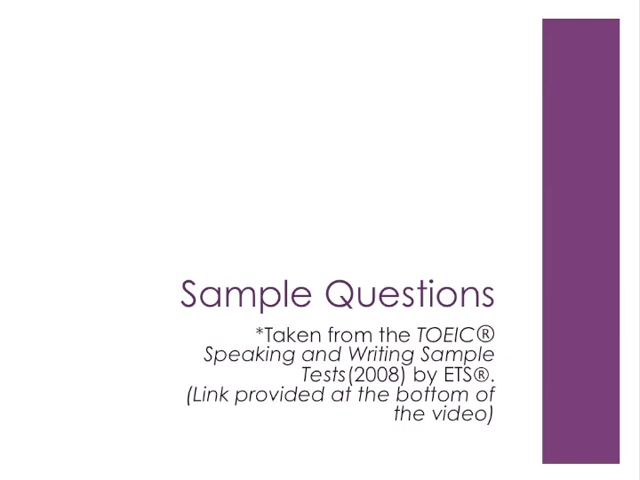 Sample Questions
*Taken from the TOEIC®
Speaking and Writing Sample
Tests(2008) by ETS®.
(Link provided at the bottom of
the video)